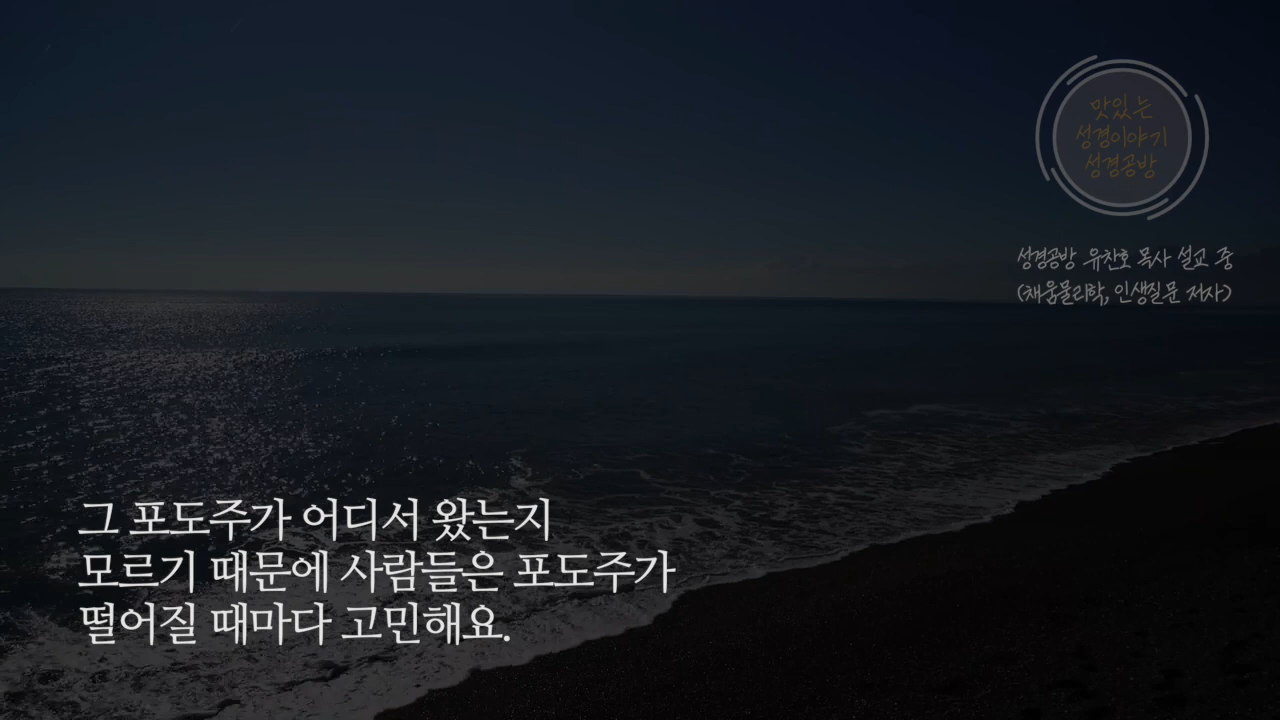 맛있는
성경이야기
성경공방
성경공방 유찬호 목사 설교 중
(채움물리학, 인생질문 저자)
그 포도주가 어디서 왔는지
모르기 때문에 사람들은 포도주가
떨어질 때마다 고민해요.